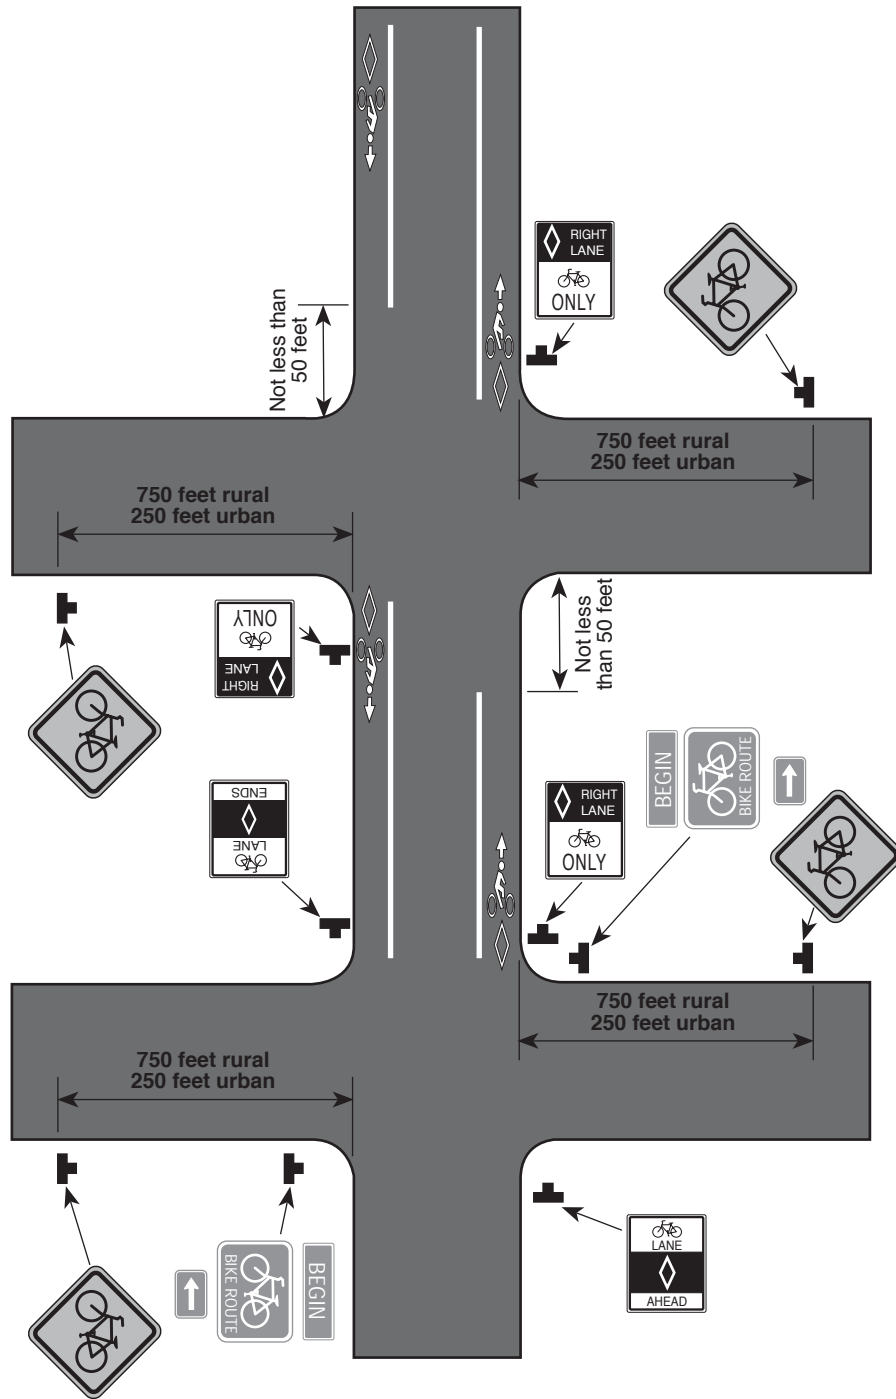 RIGHT
LANE
ONLY
Not less than
50 feet
750 feet rural
250 feet urban
750 feet rural
250 feet urban
ONLY
RIGHT
LANE
Not less
than 50 feet
LANE
ENDS
RIGHT
LANE
ONLY
BEGIN
BIKE ROUTE
750 feet rural
250 feet urban
750 feet rural
250 feet urban
BIKE ROUTE
BEGIN
LANE
AHEAD